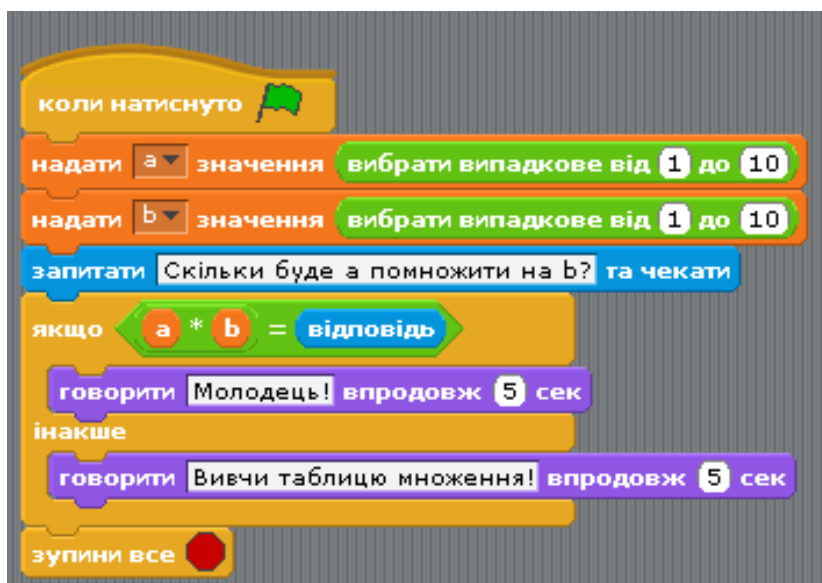 коли натиснуто
надати a значення вибрати випадкове від 1 до 10
надати b значення вибрати випадкове від 1 до 10
запитати Скільки буде а помножити на b? та чекати
якщо a * b = відповідь
говорити Молодець! впродовж 5 сек
інакше
говорити Вивчи таблицю множення! впродовж 5 сек
зупини все